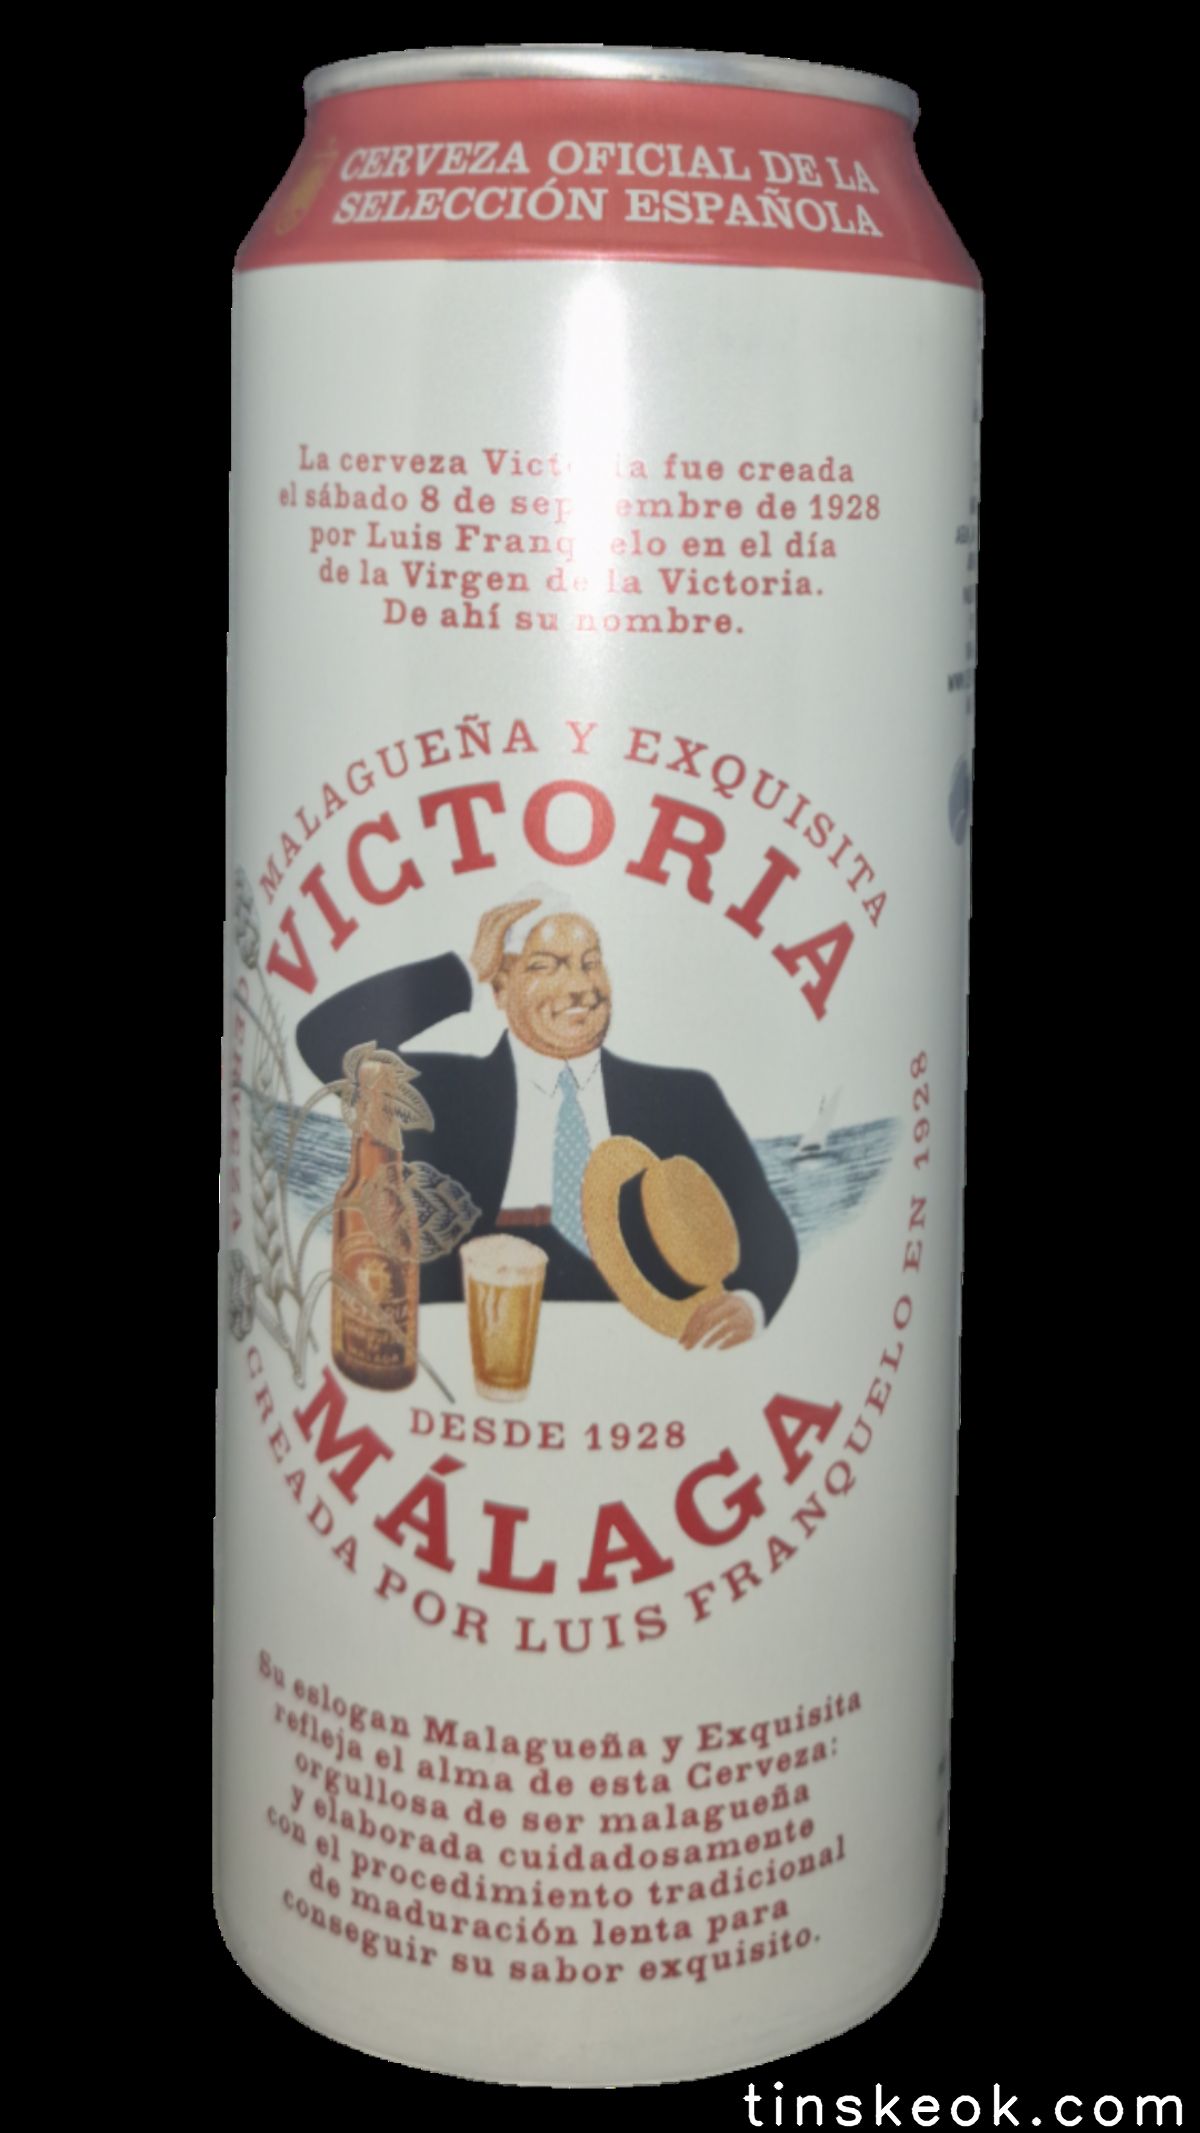 CERVEZA OFICIAL DE LA
SELECCIÓN ESPAÑOLA
La cerveza Victoria fue creada
el sábado 8 de septiembre de 1928
por Luis Franquelo en el día
de la Virgen de la Victoria.
De ahí su nombre.
MALAGUEÑA Y EXQUISITA
VICTORIA
CERVEZA
DESDE 1928
MÁLAGA
CREADA POR LUIS FRANQUELO EN 1928
Su eslogan Malagueña y Exquisita
refleja el alma de esta Cerveza:
orgullosa de ser malagueña
y elaborada cuidadosamente
con el procedimiento tradicional
de maduración lenta para
conseguir su sabor exquisito.
tinskeok.com